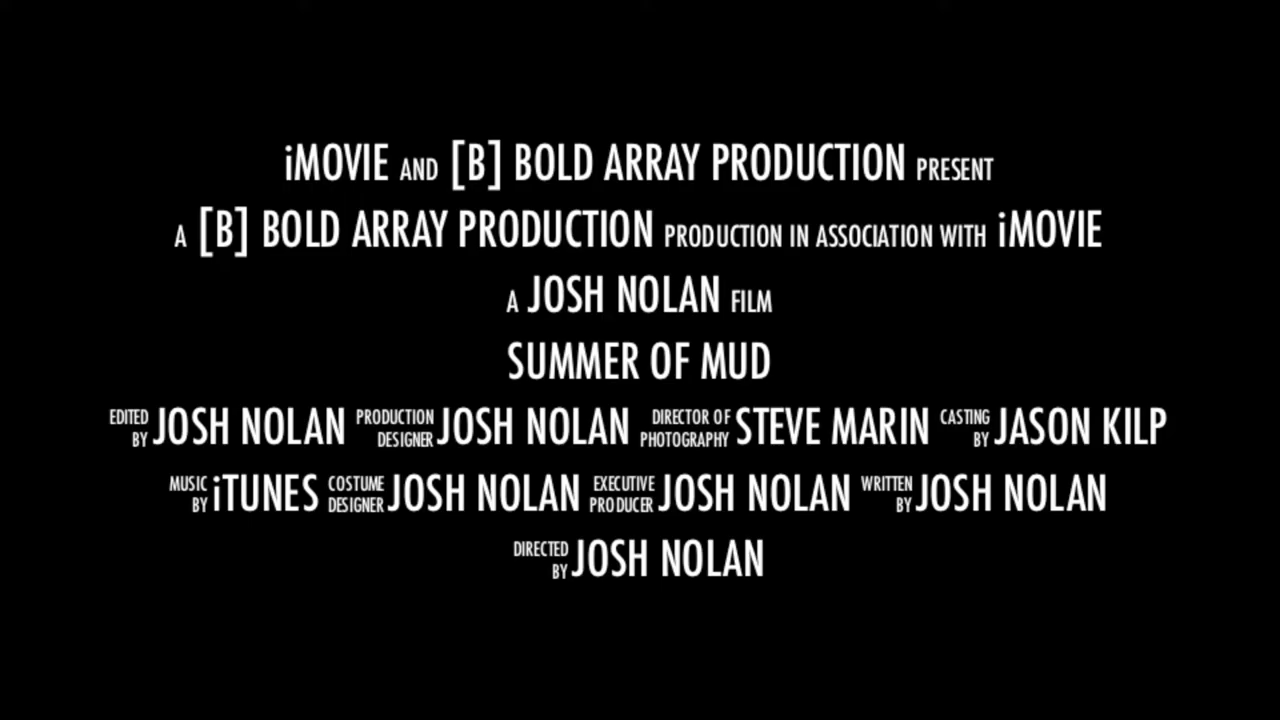 iMOVIE AND [B] BOLD ARRAY PRODUCTION PRESENT
A [B] BOLD ARRAY PRODUCTION PRODUCTION IN ASSOCIATION WITH iMOVIE
A JOSH NOLAN FILM
SUMMER OF MUD
EDITED BY JOSH NOLAN PRODUCTION DESIGNER JOSH NOLAN DIRECTOR OF PHOTOGRAPHY STEVE MARIN CASTING BY JASON KILP
MUSIC BY iTUNES COSTUME DESIGNER JOSH NOLAN EXECUTIVE PRODUCER JOSH NOLAN WRITTEN BY JOSH NOLAN
DIRECTED BY JOSH NOLAN